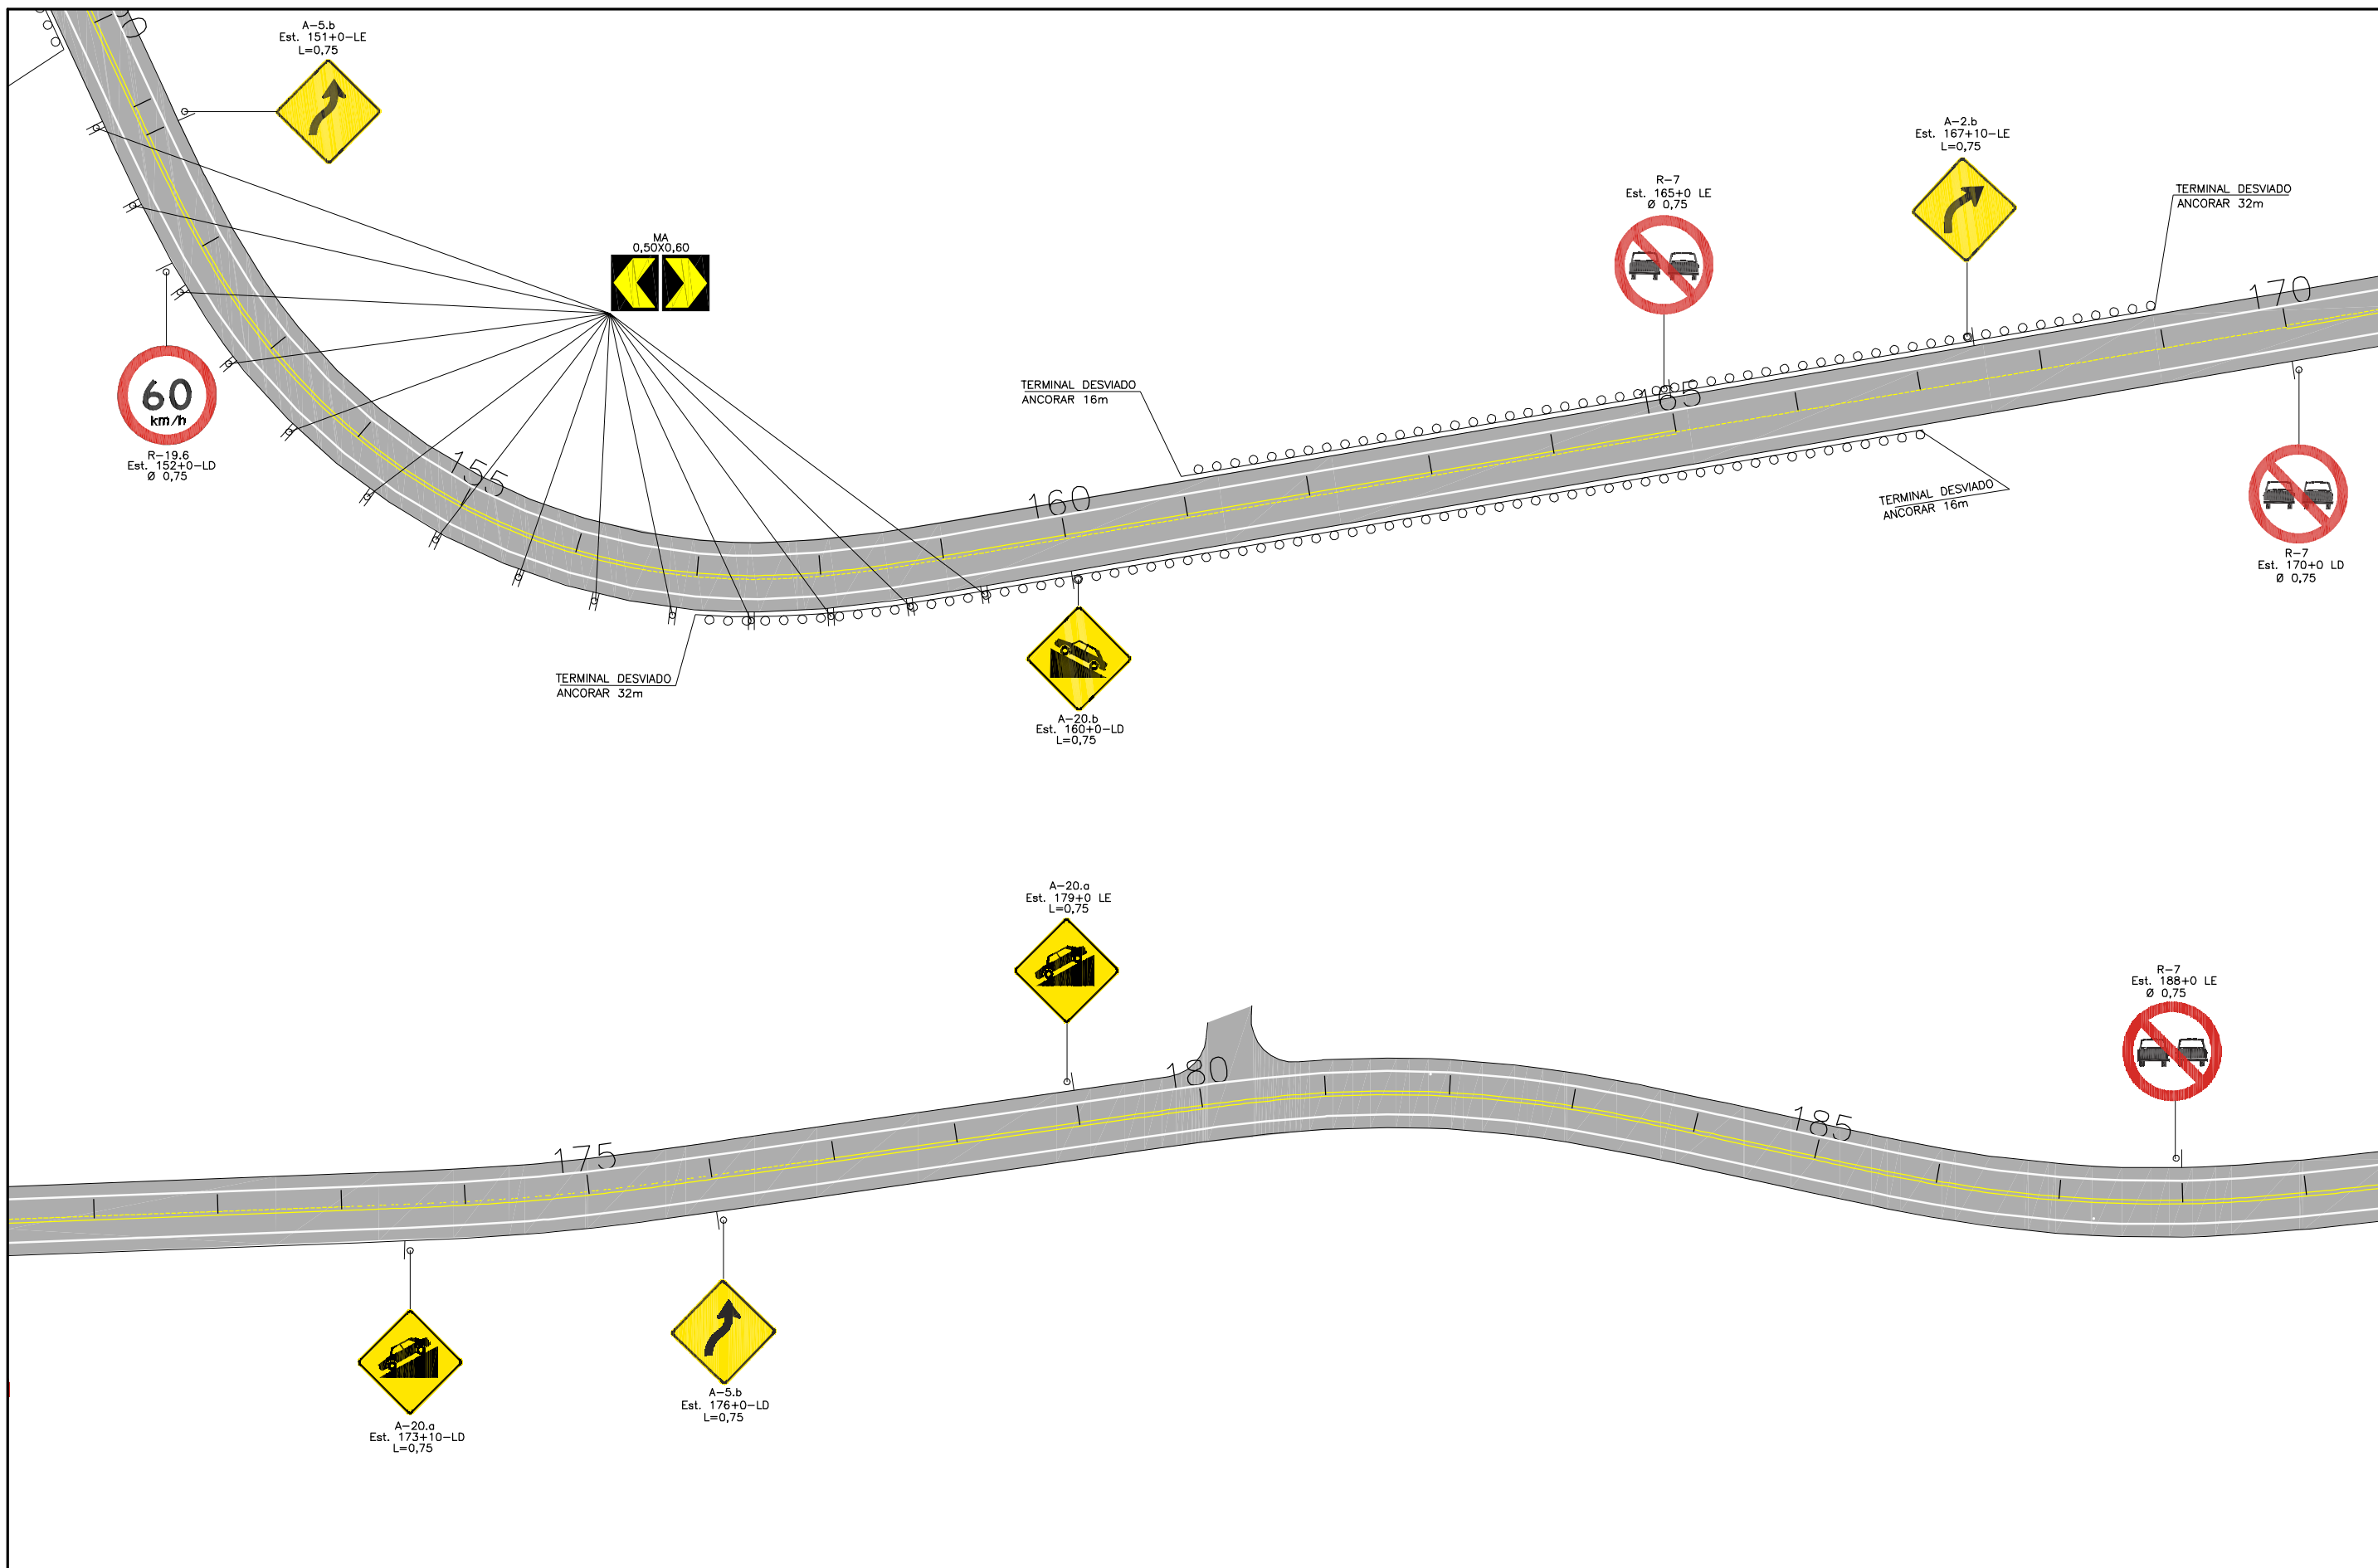 A-5.b
Est. 151+0-LE
L=0,75
A-2.b
Est. 167+10-LE
L=0,75
R-7
Est. 165+0 LE
Ø 0,75
TERMINAL DESVIADO
ANCORAR 32m
MA
0,50X0,60
170
60
km/h
R-19.6
Est. 152+0-LD
Ø 0,75
TERMINAL DESVIADO
ANCORAR 16m
165
155
160
TERMINAL DESVIADO
ANCORAR 16m
R-7
Est. 170+0 LD
Ø 0,75
TERMINAL DESVIADO
ANCORAR 32m
A-20.b
Est. 160+0-LD
L=0,75
A-20.a
Est. 179+0 LE
L=0,75
R-7
Est. 188+0 LE
Ø 0,75
180
185
175
A-5.b
Est. 176+0-LD
L=0,75
A-20.a
Est. 173+10-LD
L=0,75